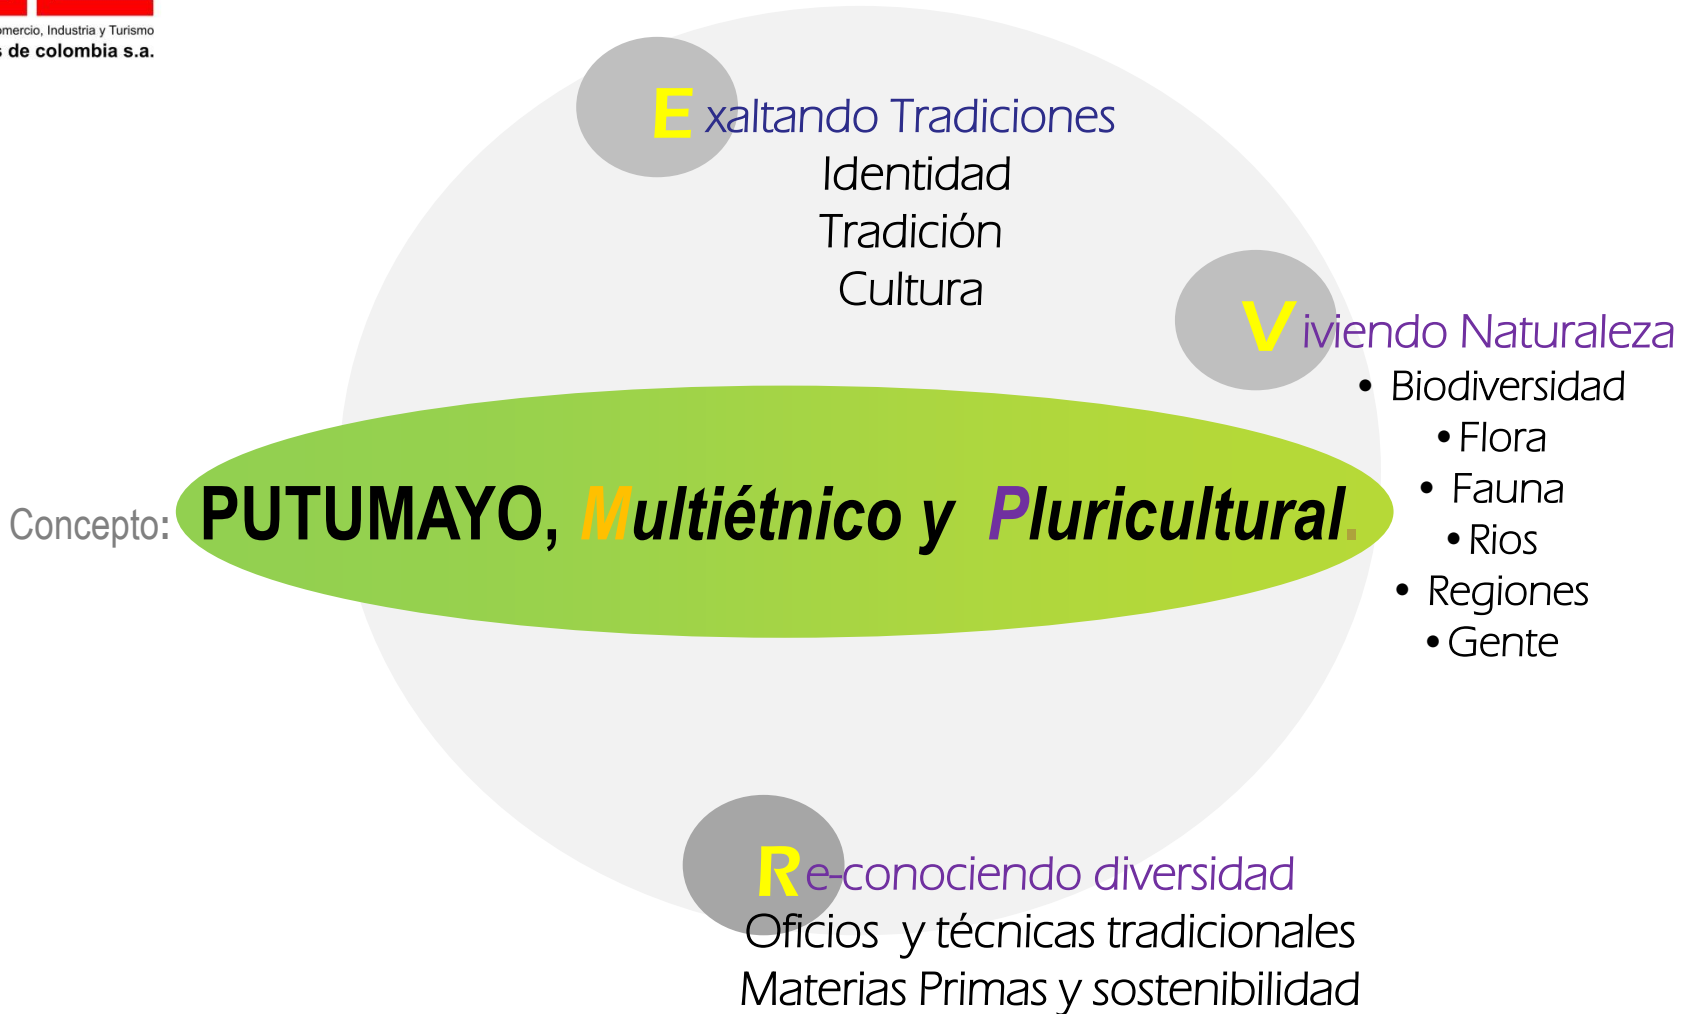 omercio, Industria y Turismo
s de colombia s.a.
Exaltando Tradiciones
Identidad
Tradición
Cultura
Viviendo Naturaleza
• Biodiversidad
• Flora
• Fauna
• Rios
• Regiones
• Gente
Concepto: PUTUMAYO, Multiétnico y Pluricultural.
Re-conociendo diversidad
Oficios y técnicas tradicionales
Materias Primas y sostenibilidad